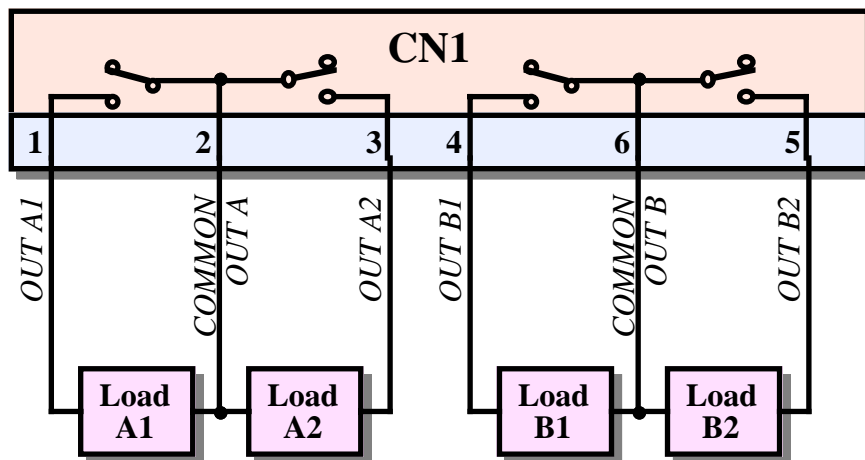 CN1
1 2 3 4 6 5
OUT A1
COMMON
OUT A
OUT A2
OUT B1
COMMON
OUT B
OUT B2
Load
A1
Load
A2
Load
B1
Load
B2